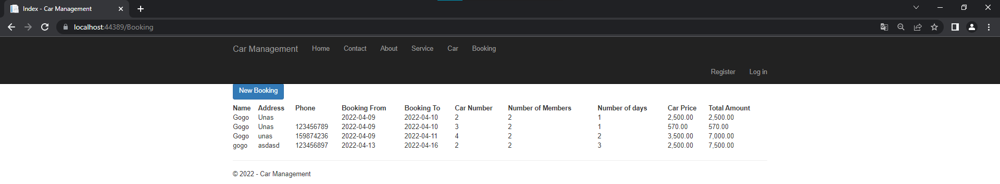 Index - Car Management
localhost:44389/Booking
Car Management Home Contact About Service Car Booking
Register Log in
New Booking
Name Address Phone Booking From Booking To Car Number Number of Members Number of days Car Price Total Amount
Gogo Unas 2022-04-09 2022-04-10 2 2 1 2,500.00 2,500.00
Gogo Unas 123456789 2022-04-09 2022-04-10 3 2 1 570.00 570.00
Gogo unas 159874236 2022-04-09 2022-04-11 4 2 2 3,500.00 7,000.00
gogo asdasd 123456897 2022-04-13 2022-04-16 2 2 3 2,500.00 7,500.00
© 2022 - Car Management